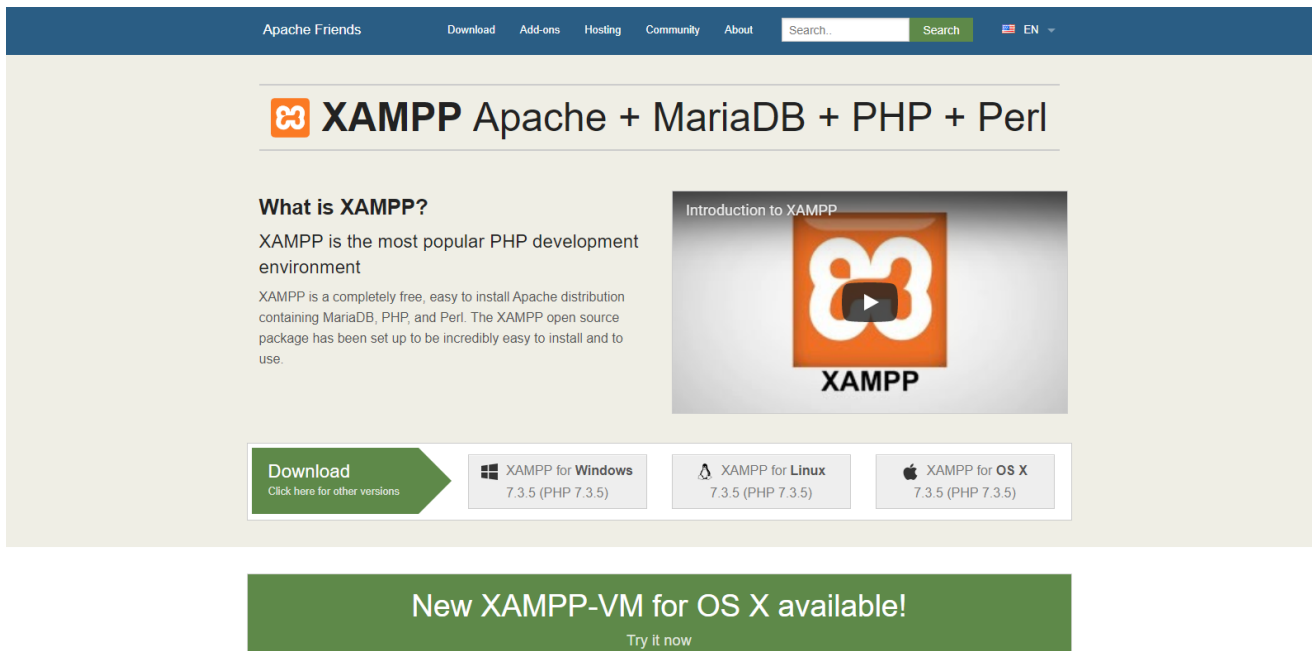 Apache Friends Download Add-ons Hosting Community About Search.. Search EN
XAMPP Apache + MariaDB + PHP + Perl
What is XAMPP?
XAMPP is the most popular PHP development
environment
XAMPP is a completely free, easy to install Apache distribution
containing MariaDB, PHP, and Perl. The XAMPP open source
package has been set up to be incredibly easy to install and to
use.
Introduction to XAMPP
XAMPP
Download
Click here for other versions
XAMPP for Windows
7.3.5 (PHP 7.3.5)
XAMPP for Linux
7.3.5 (PHP 7.3.5)
XAMPP for OS X
7.3.5 (PHP 7.3.5)
New XAMPP-VM for OS X available!
Try it now